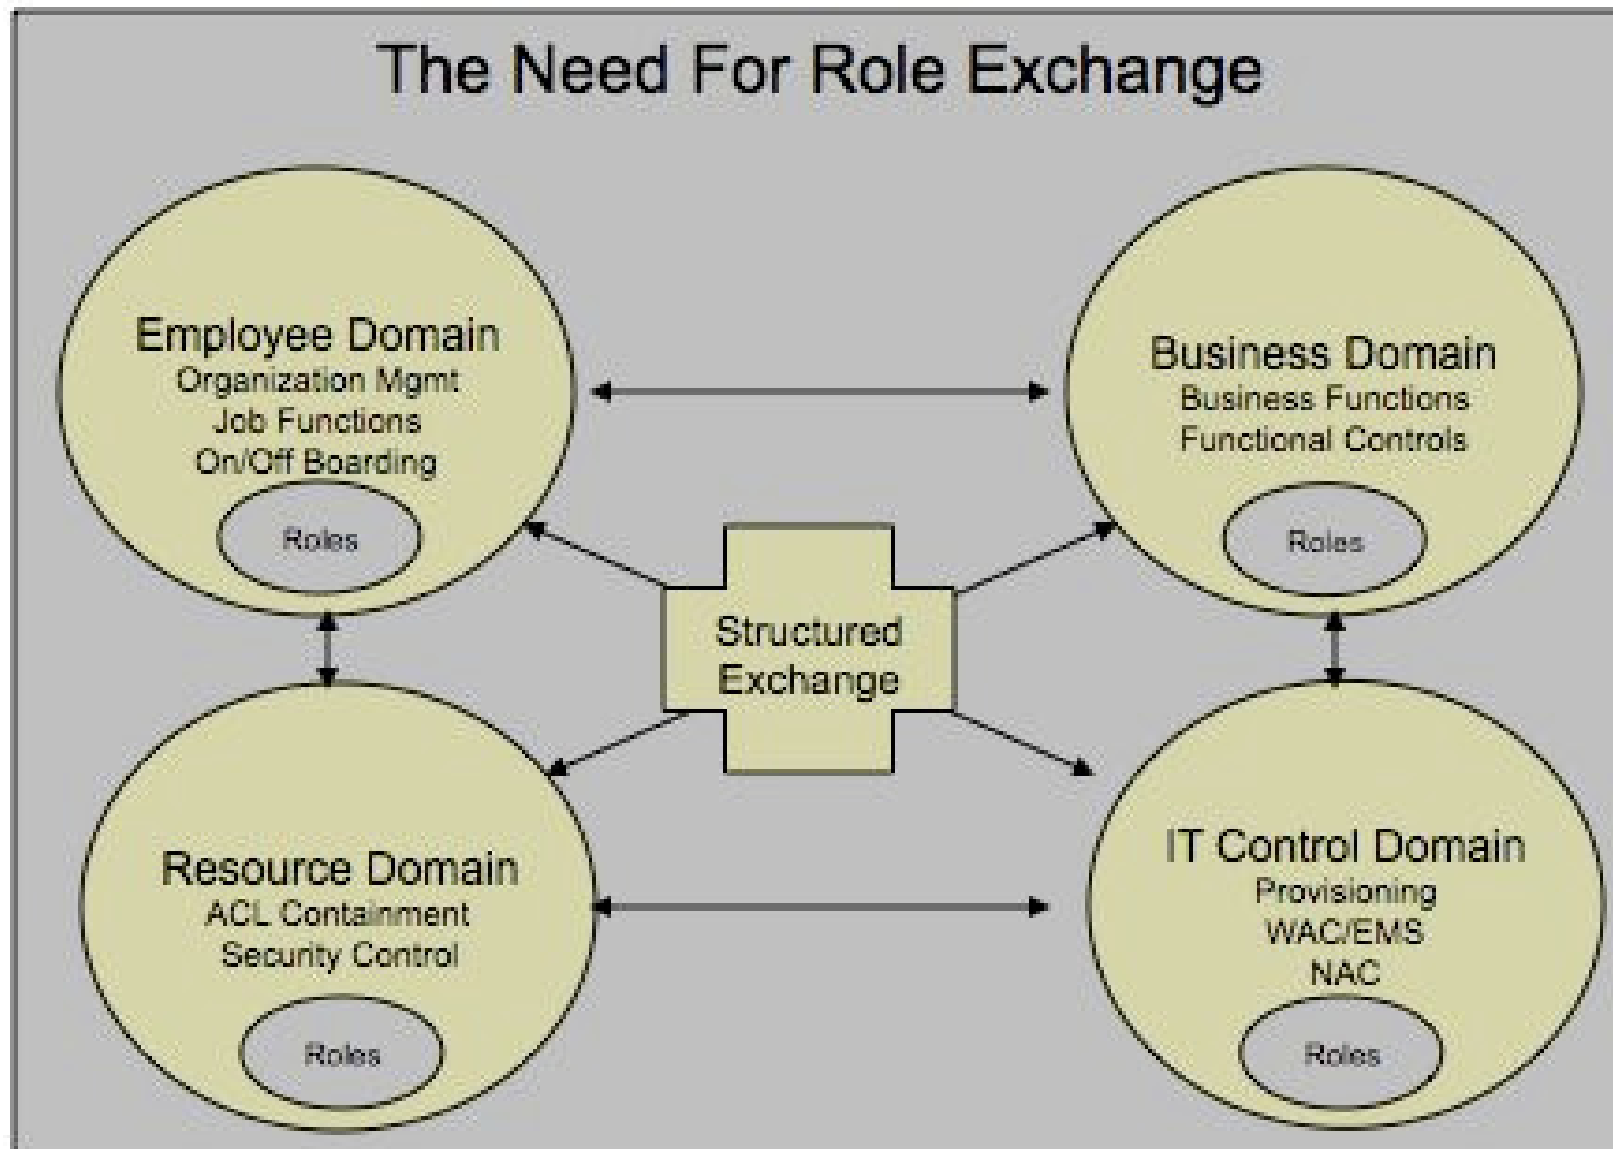 The Need For Role Exchange
Employee Domain
Organization Mgmt
Job Functions
On/Off Boarding
Roles
Business Domain
Business Functions
Functional Controls
Roles
Structured
Exchange
Resource Domain
ACL Containment
Security Control
Roles
IT Control Domain
Provisioning
WAC/EMS
NAC
Roles